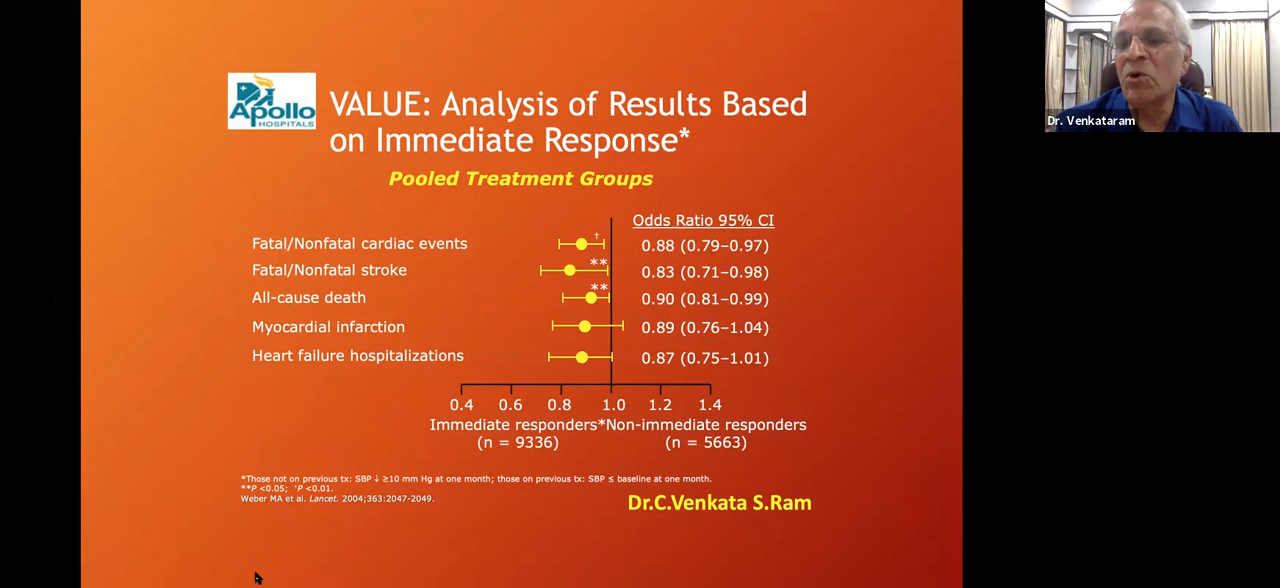 Apollo
HOSPITALS
VALUE: Analysis of Results Based
on Immediate Response*
Pooled Treatment Groups
Odds Ratio 95% CI
Fatal/Nonfatal cardiac events † 0.88 (0.79–0.97)
Fatal/Nonfatal stroke ** 0.83 (0.71–0.98)
All-cause death ** 0.90 (0.81–0.99)
Myocardial infarction 0.89 (0.76–1.04)
Heart failure hospitalizations 0.87 (0.75–1.01)
0.4 0.6 0.8 1.0 1.2 1.4
Immediate responders*Non-immediate responders
(n = 9336) (n = 5663)
*Those not on previous tx: SBP ↓ ≥10 mm Hg at one month; those on previous tx: SBP ≤ baseline at one month.
**P <0.05; †P <0.01.
Weber MA et al. Lancet. 2004;363:2047-2049.
Dr.C.Venkata S.Ram
Dr. Venkataram